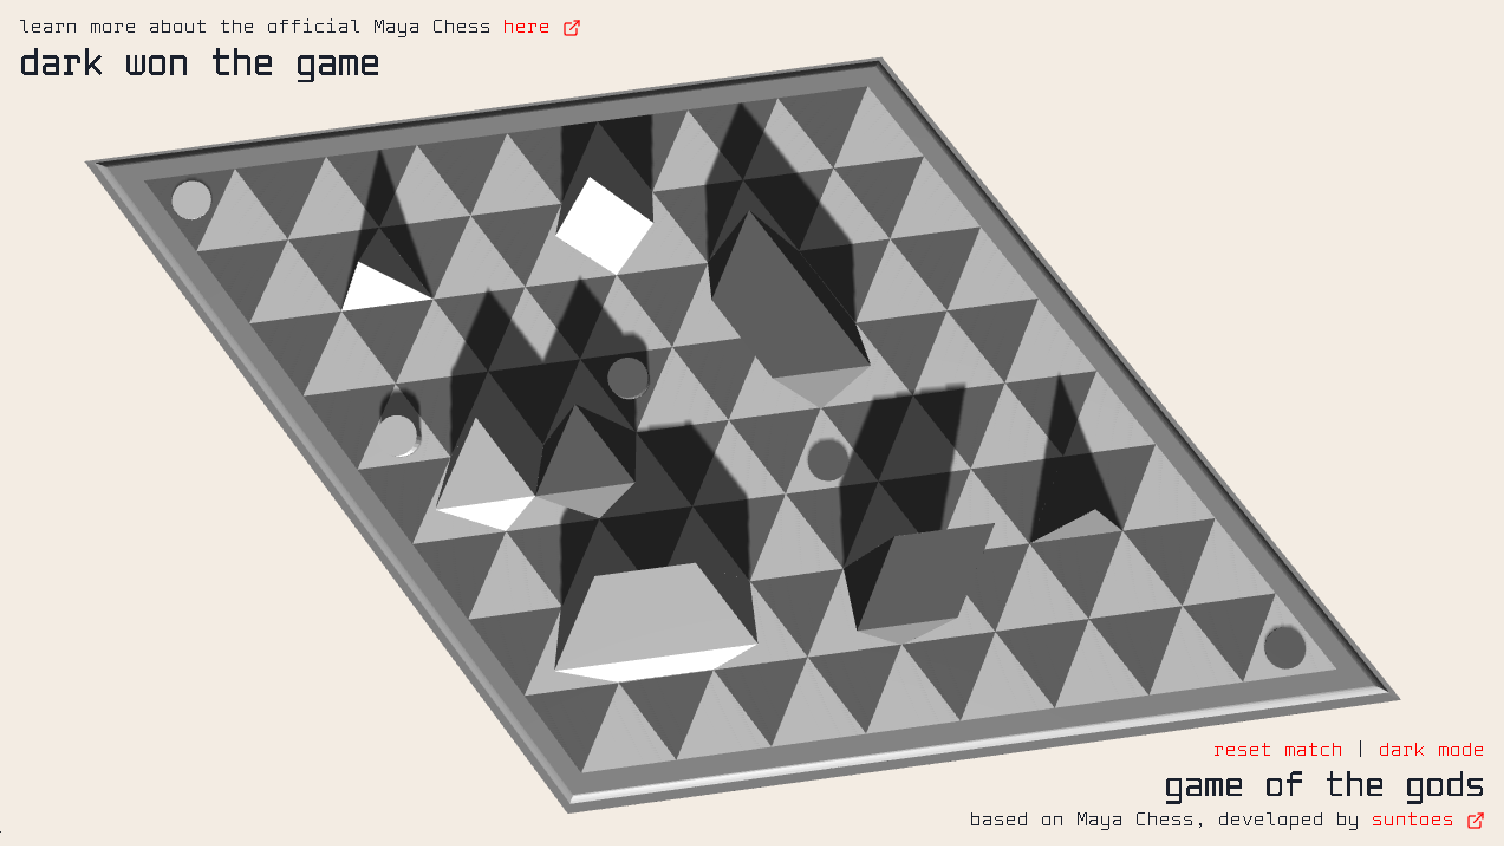 learn more about the official Maya Chess here
dark won the game
reset match | dark mode
game of the gods
based on Maya Chess, developed by suntoes